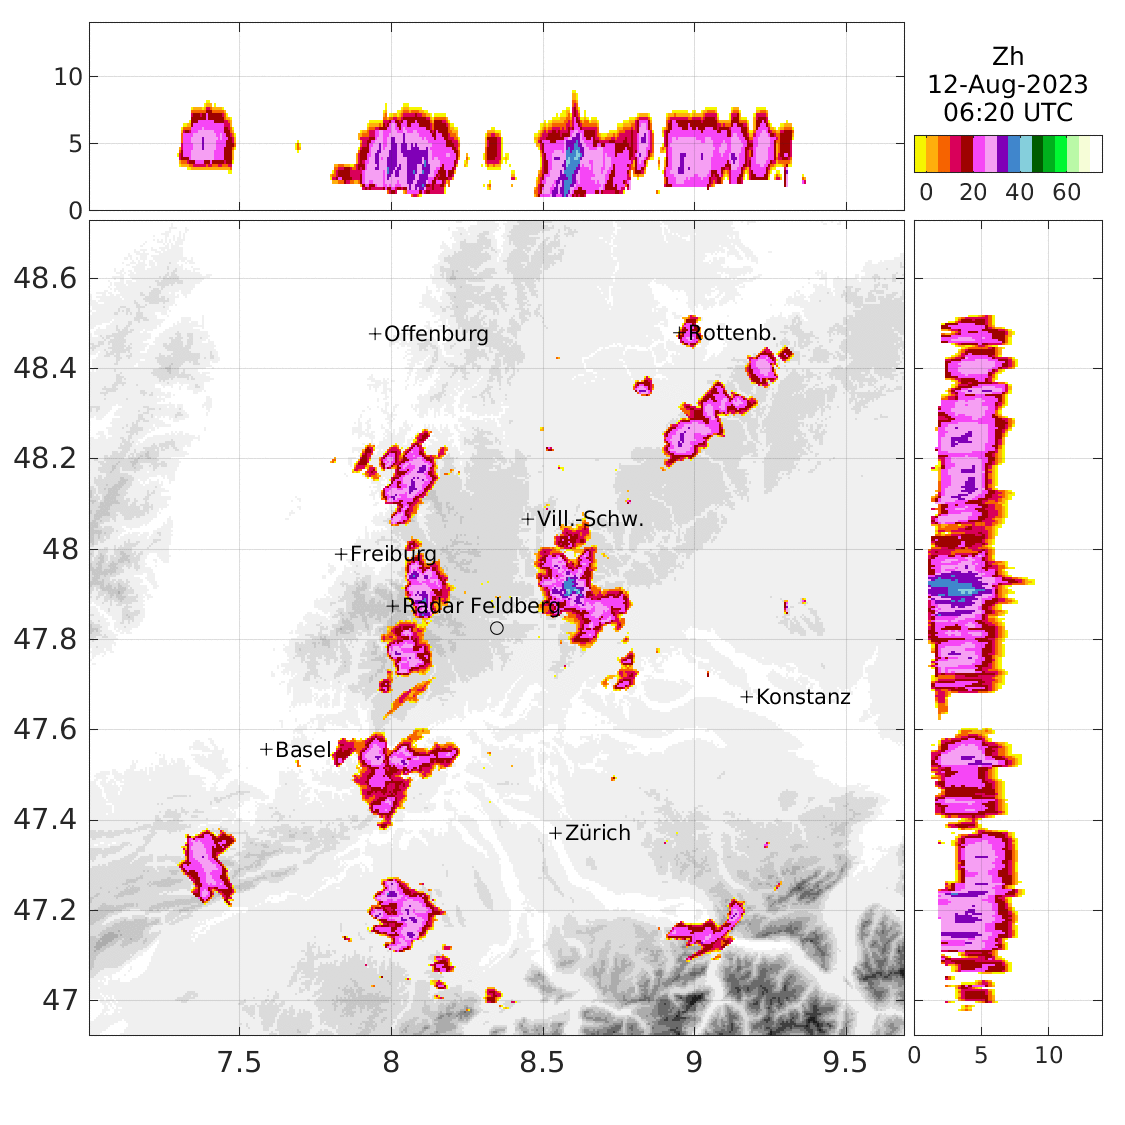 10
5
0
Zh
12-Aug-2023
06:20 UTC
0 20 40 60
48.6
48.4
48.2
48
47.8
47.6
47.4
47.2
47
+Offenburg
+Rottenb.
+Vill.-Schw.
+Freiburg
+Radar Feldberg
+Konstanz
+Basel
+Zürich
7.5 8 8.5 9 9.5
0 5 10